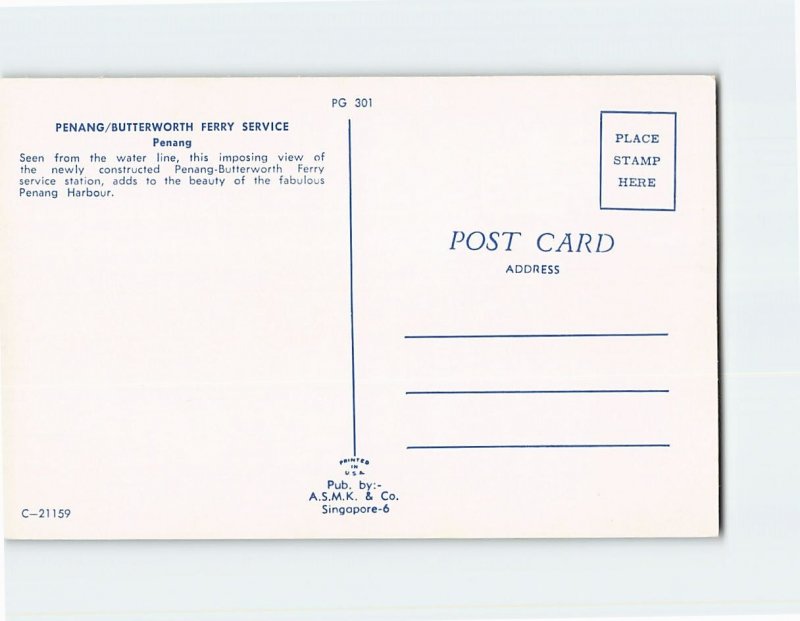 PG 301
PENANG/BUTTERWORTH FERRY SERVICE
Penang
Seen from the water line, this imposing view of
the newly constructed Penang-Butterworth Ferry
service station, adds to the beauty of the fabulous
Penang Harbour.
PLACE
STAMP
HERE
POST CARD
ADDRESS
PRINTED
IN
U.S.A.
Pub. by:-
A.S.M.K. & Co.
Singapore-6
C-21159